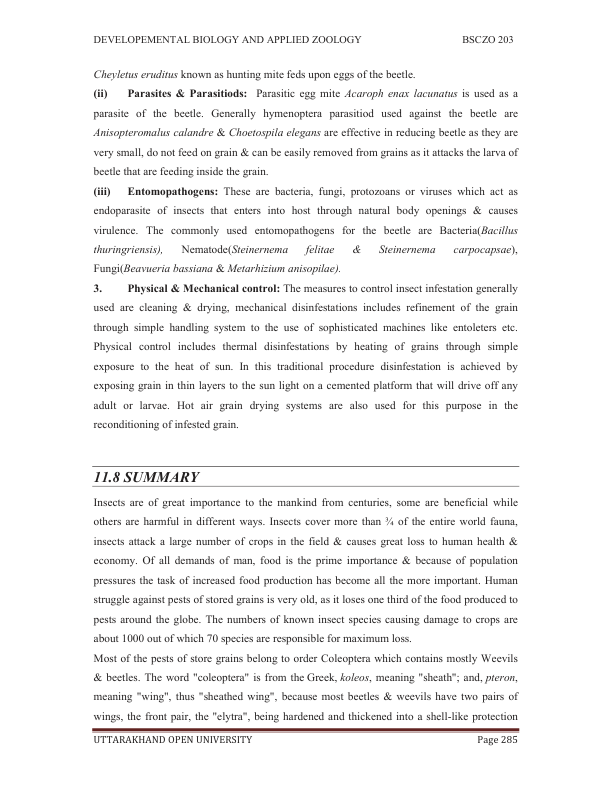 DEVELOPEMENTAL BIOLOGY AND APPLIED ZOOLOGY BSCZO 203
Cheyletus eruditus known as hunting mite feds upon eggs of the beetle.
(ii) Parasites & Parasitiods: Parasitic egg mite Acaroph enax lacunatus is used as a
parasite of the beetle. Generally hymenoptera parasitiod used against the beetle are
Anisopteromalus calandre & Choetospila elegans are effective in reducing beetle as they are
very small, do not feed on grain & can be easily removed from grains as it attacks the larva of
beetle that are feeding inside the grain.
(iii) Entomopathogens: These are bacteria, fungi, protozoans or viruses which act as
endoparasite of insects that enters into host through natural body openings & causes
virulence. The commonly used entomopathogens for the beetle are Bacteria(Bacillus
thuringriensis), Nematode(Steinernema felitae & Steinernema carpocapsae),
Fungi(Beavueria bassiana & Metarhizium anisopilae).
3. Physical & Mechanical control: The measures to control insect infestation generally
used are cleaning & drying, mechanical disinfestations includes refinement of the grain
through simple handling system to the use of sophisticated machines like entoleters etc.
Physical control includes thermal disinfestations by heating of grains through simple
exposure to the heat of sun. In this traditional procedure disinfestation is achieved by
exposing grain in thin layers to the sun light on a cemented platform that will drive off any
adult or larvae. Hot air grain drying systems are also used for this purpose in the
reconditioning of infested grain.
11.8 SUMMARY
Insects are of great importance to the mankind from centuries, some are beneficial while
others are harmful in different ways. Insects cover more than ¾ of the entire world fauna,
insects attack a large number of crops in the field & causes great loss to human health &
economy. Of all demands of man, food is the prime importance & because of population
pressures the task of increased food production has become all the more important. Human
struggle against pests of stored grains is very old, as it loses one third of the food produced to
pests around the globe. The numbers of known insect species causing damage to crops are
about 1000 out of which 70 species are responsible for maximum loss.
Most of the pests of store grains belong to order Coleoptera which contains mostly Weevils
& beetles. The word "coleoptera" is from the Greek, koleos, meaning "sheath"; and, pteron,
meaning "wing", thus "sheathed wing", because most beetles & weevils have two pairs of
wings, the front pair, the "elytra", being hardened and thickened into a shell-like protection
UTTARAKHAND OPEN UNIVERSITY Page 285